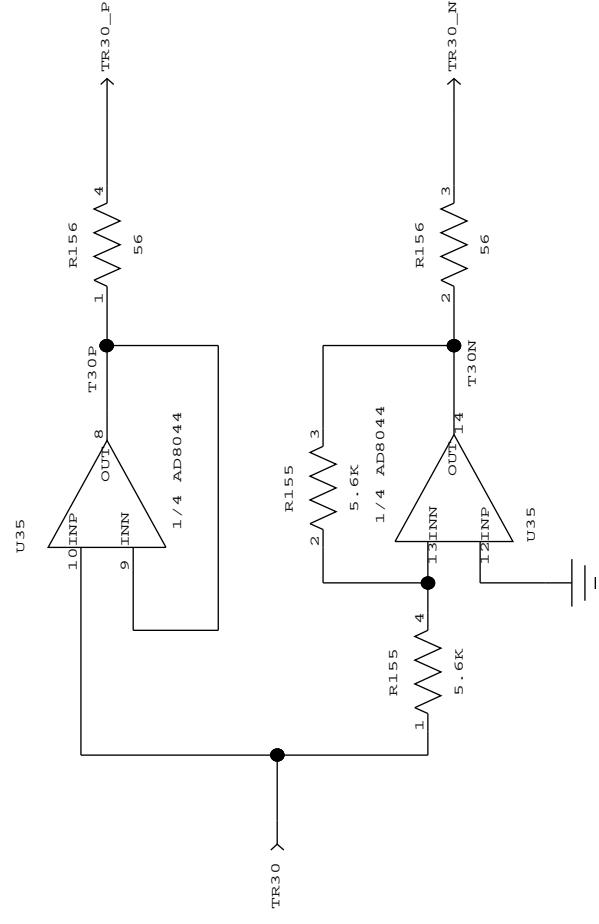 TR30_P
4
R156
56
1
T30P
8
OUT
1/4 AD8044
U35
10
INP
INN
9
TR30_N
3
R156
56
2
T30N
14
OUT
3
R155
5.6K
2
1/4 AD8044
U35
13
INN
12
INP
4
R155
5.6K
1
TR30